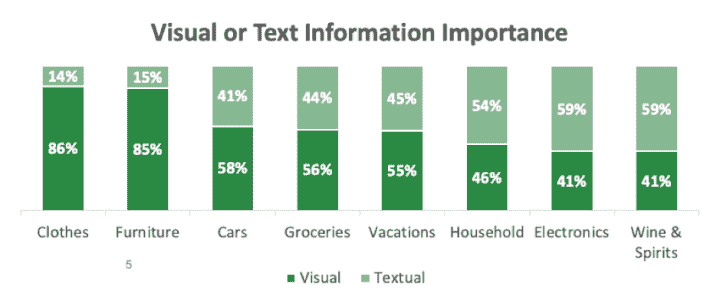 Visual or Text Information Importance
14% 15% 41% 44% 45% 54% 59% 59%
86% 85% 58% 56% 55% 46% 41% 41%
Clothes Furniture Cars Groceries Vacations Household Electronics Wine &
Spirits
5
Visual Textual